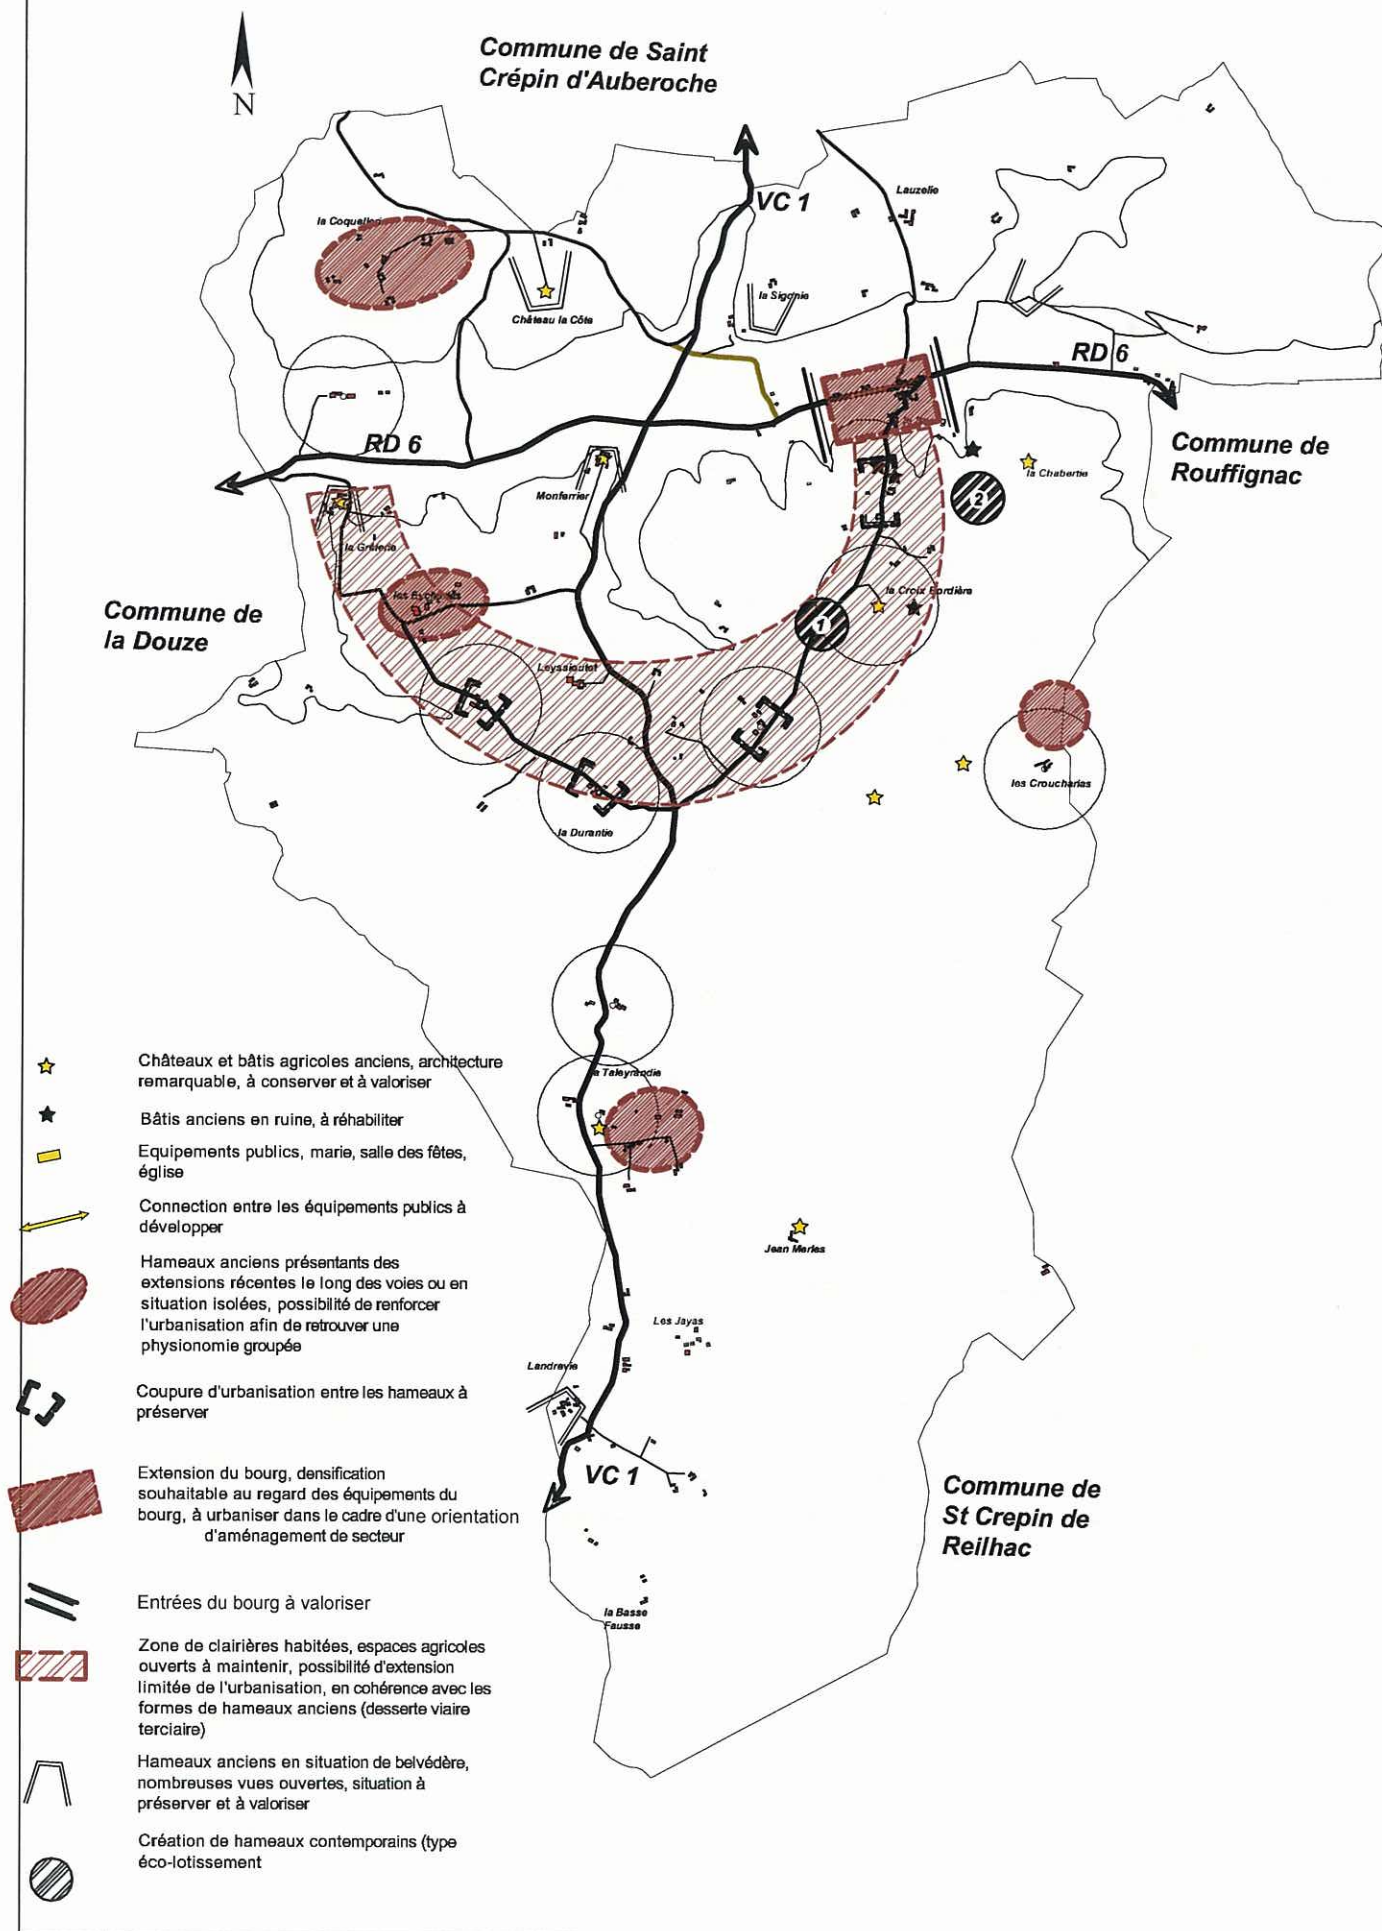 Commune de Saint
Crépin d'Auberoche
N
VC 1
Lauzelie
la Coqueller
la Sigonie
Château la Côte
RD 6
RD 6
Commune de
Rouffignac
la Chabertie
2
Monferrier
la Gréterie
la Croix Bordière
Commune de
la Douze
1
Leyssioutet
les Croucharias
la Durantie
Châteaux et bâtis agricoles anciens, architecture
remarquable, à conserver et à valoriser
a Taleyrandie
Bâtis anciens en ruine, à réhabiliter
Equipements publics, marie, salle des fêtes,
église
Connection entre les équipements publics à
développer
Jean Merles
Hameaux anciens présentants des
extensions récentes le long des voies ou en
situation isolées, possibilité de renforcer
l'urbanisation afin de retrouver une
physionomie groupée
Les Jayas
Landrevie
Coupure d'urbanisation entre les hameaux à
préserver
VC 1
Commune de
St Crepin de
Reilhac
Extension du bourg, densification
souhaitable au regard des équipements du
bourg, à urbaniser dans le cadre d'une orientation
d'aménagement de secteur
Entrées du bourg à valoriser
la Basse
Fausse
Zone de clairières habitées, espaces agricoles
ouverts à maintenir, possibilité d'extension
limitée de l'urbanisation, en cohérence avec les
formes de hameaux anciens (desserte viaire
terciaire)
Hameaux anciens en situation de belvédère,
nombreuses vues ouvertes, situation à
préserver et à valoriser
Création de hameaux contemporains (type
éco-lotissement